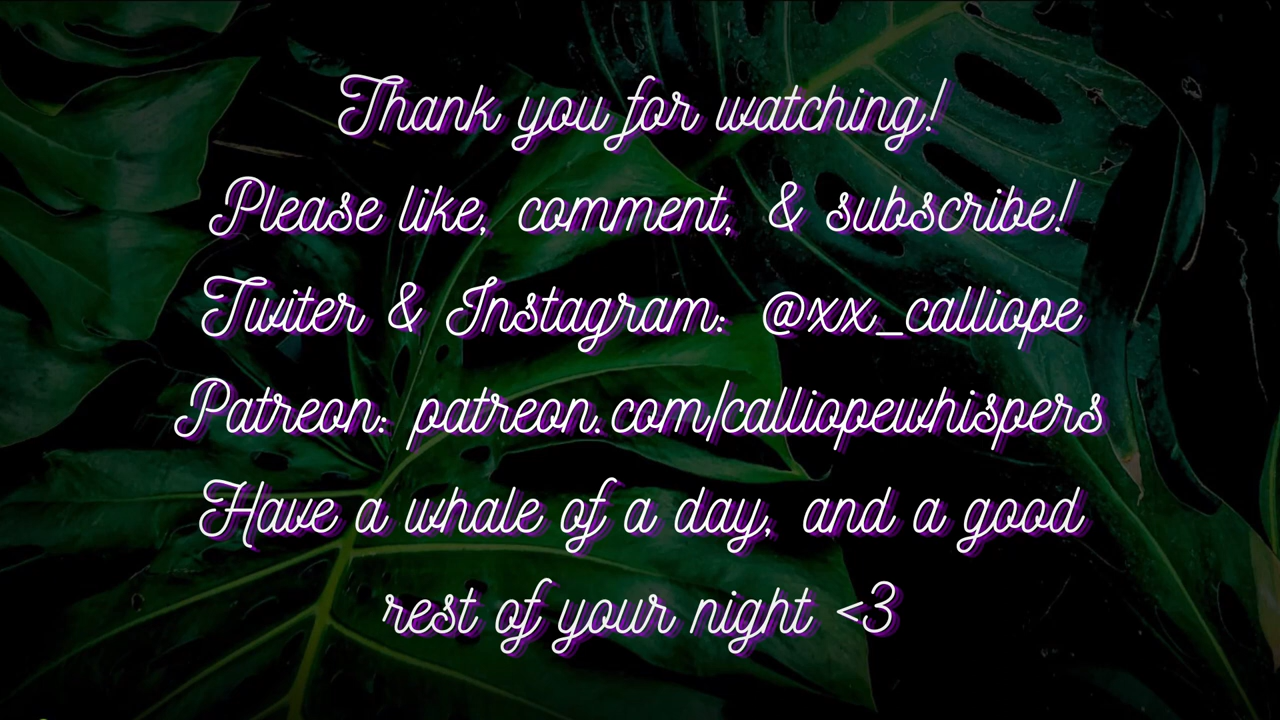 Thank you for watching!
Please like, comment, & subscribe!
Twiter & Instagram: @xx_calliope
Patreon: patreon.com/calliopewhispers
Have a whale of a day, and a good
rest of your night <3